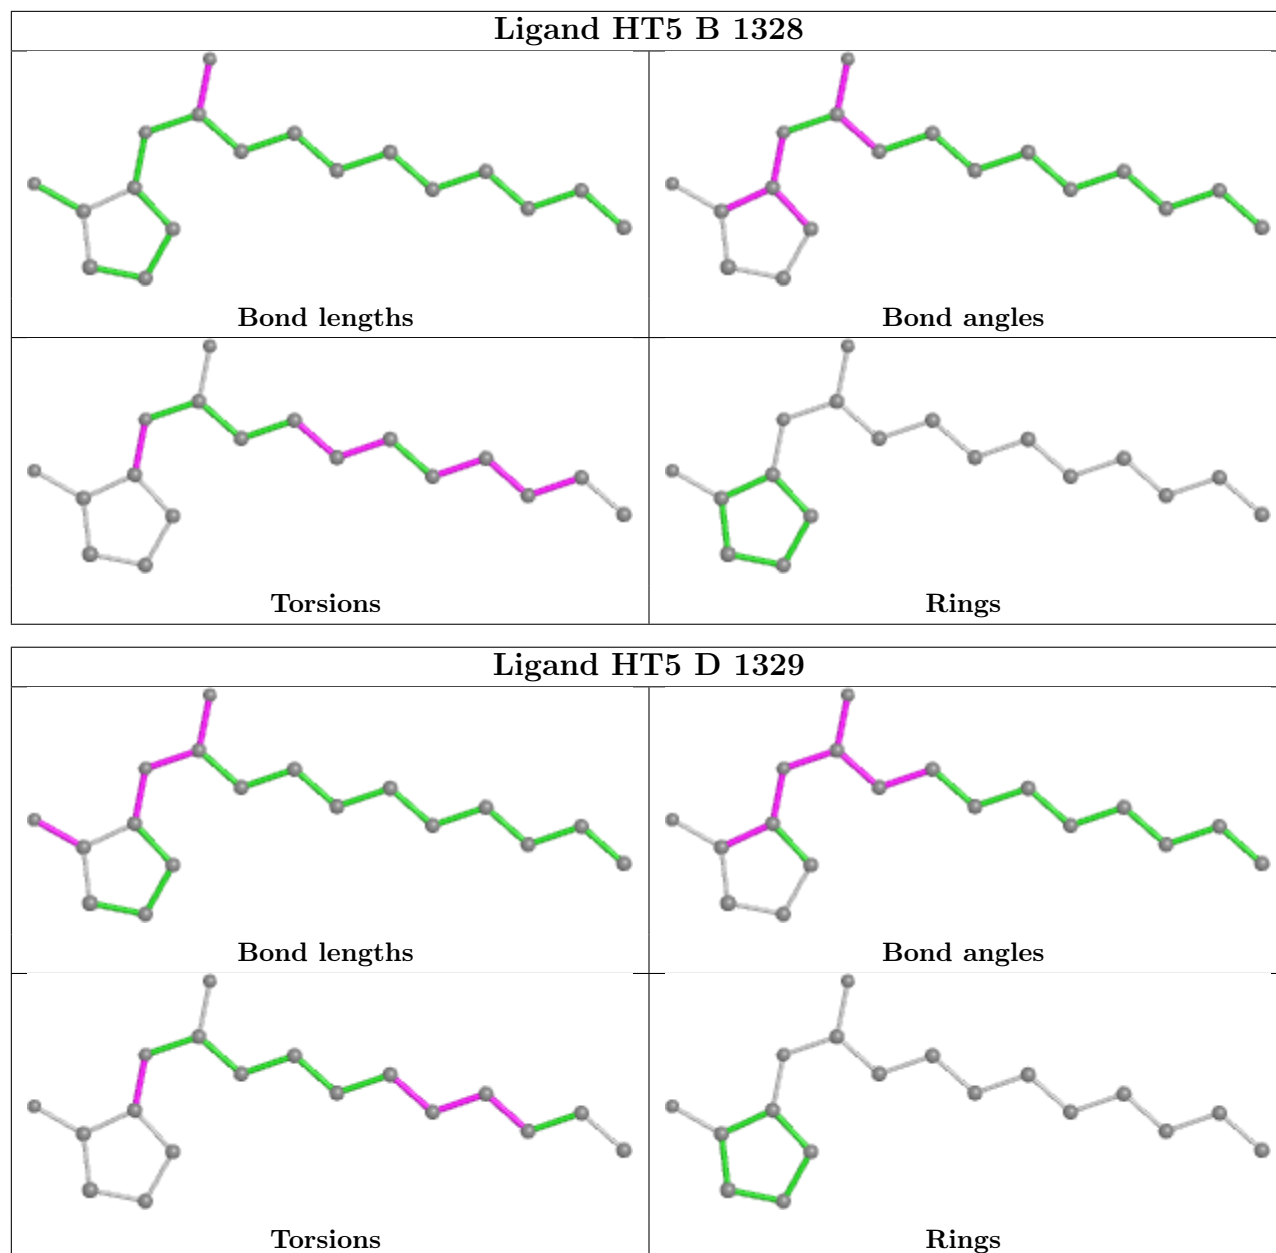 Ligand HT5 B 1328
Bond lengths
Bond angles
Torsions
Rings
Ligand HT5 D 1329
Bond lengths
Bond angles
Torsions
Rings